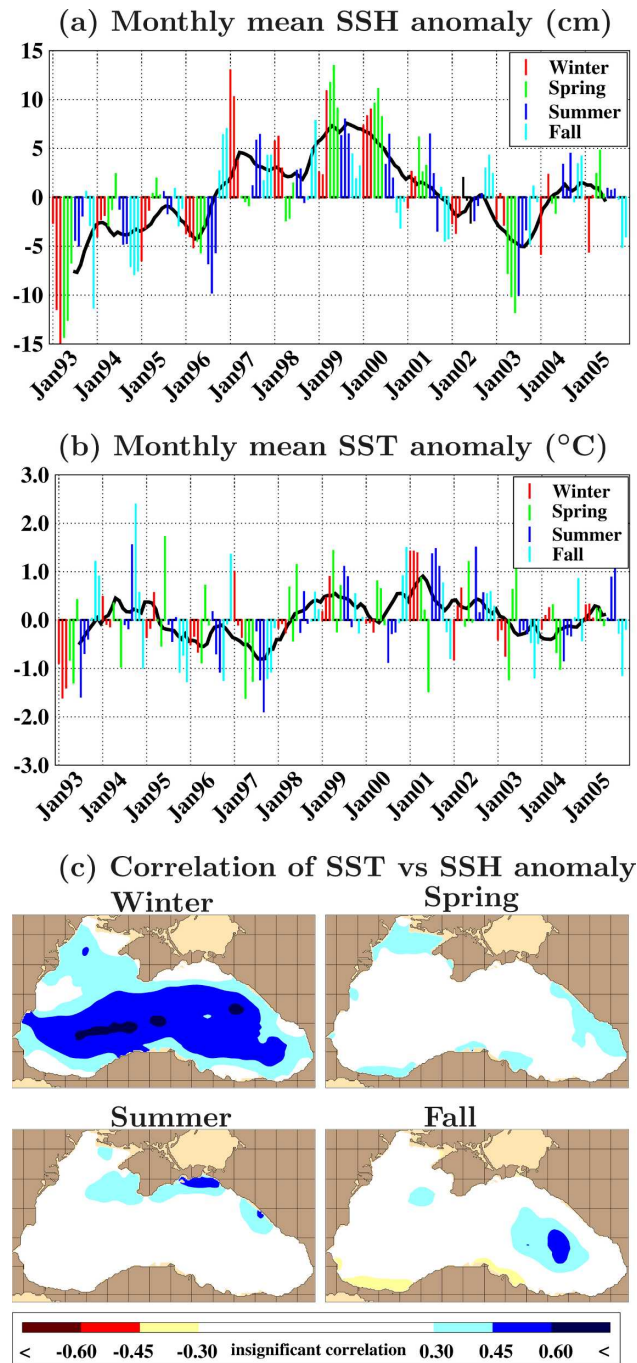 (a) Monthly mean SSH anomaly (cm)
15
10
5
0
-5
-10
-15
Winter
Spring
Summer
Fall
Jan93 Jan94 Jan95 Jan96 Jan97 Jan98 Jan99 Jan00 Jan01 Jan02 Jan03 Jan04 Jan05
(b) Monthly mean SST anomaly (°C)
3.0
2.0
1.0
0.0
-1.0
-2.0
-3.0
Winter
Spring
Summer
Fall
Jan93 Jan94 Jan95 Jan96 Jan97 Jan98 Jan99 Jan00 Jan01 Jan02 Jan03 Jan04 Jan05
(c) Correlation of SST vs SSH anomaly
Winter Spring
Summer Fall
< -0.60 -0.45 -0.30 insignificant correlation 0.30 0.45 0.60 <